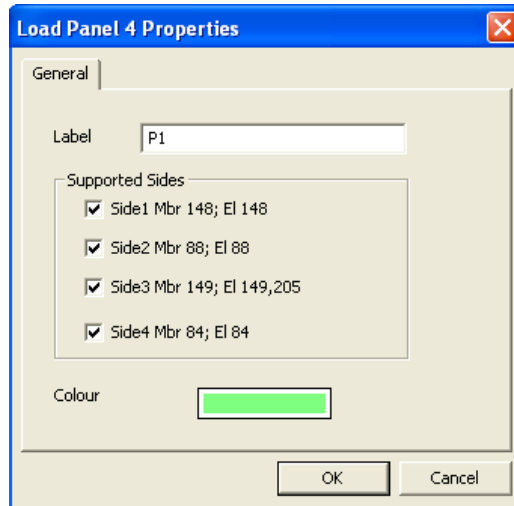 Load Panel 4 Properties
General
Label P1
Supported Sides
Side1 Mbr 148; El 148
Side2 Mbr 88; El 88
Side3 Mbr 149; El 149,205
Side4 Mbr 84; El 84
Colour
OK Cancel